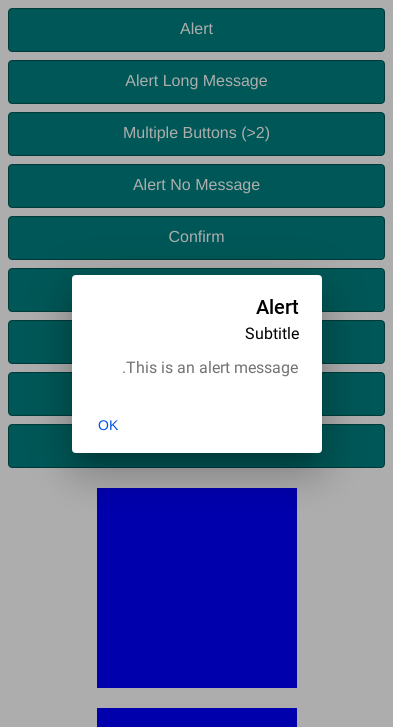 Alert
Alert Long Message
Multiple Buttons (>2)
Alert No Message
Confirm
Alert
Subtitle
.This is an alert message
OK